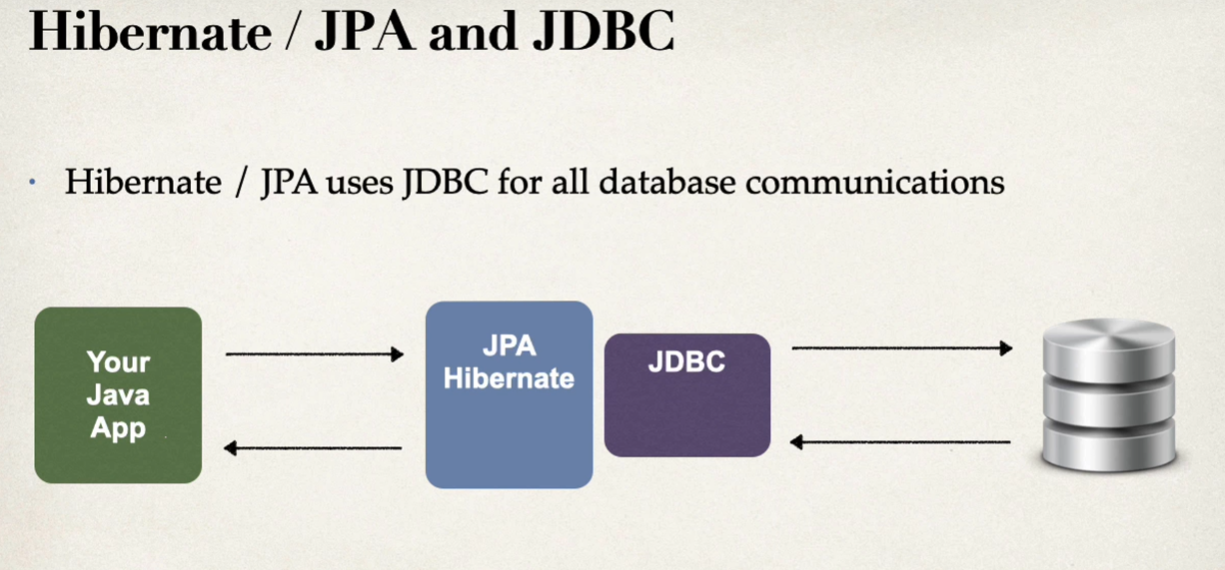 Hibernate / JPA and JDBC
· Hibernate / JPA uses JDBC for all database communications
Your
Java
App
JPA
Hibernate
JDBC